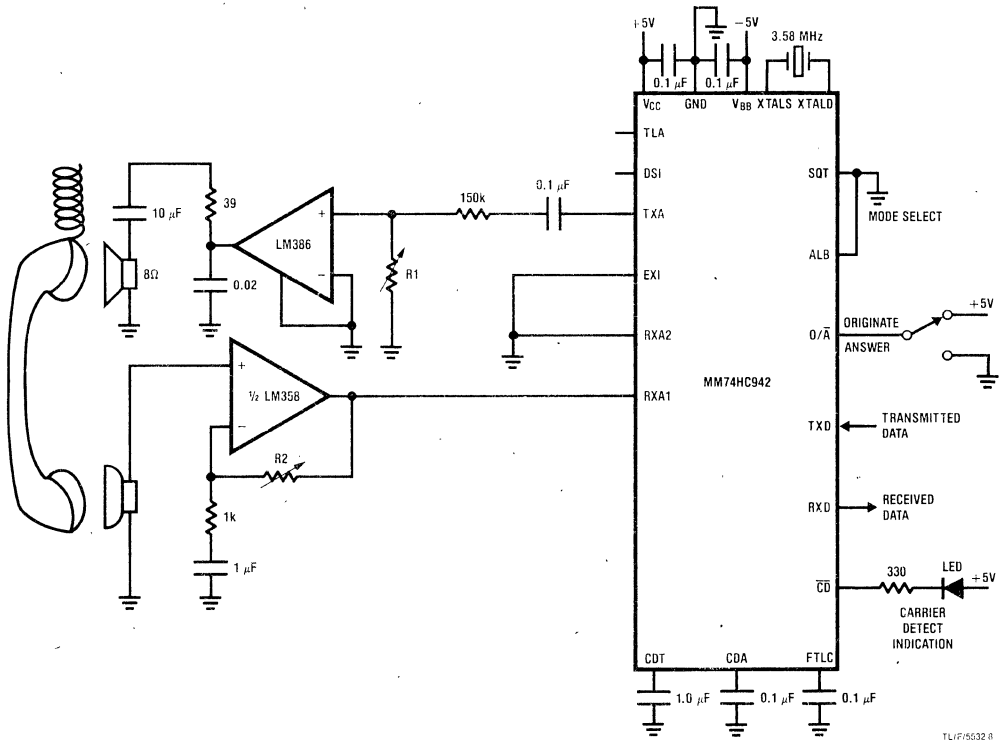 +5V
-5V
3.58 MHz
0.1 µF
0.1 µF
VCC
GND
VBB
XTALS
XTALD
TLA
DSI
SQT
MODE SELECT
10 µF
39
LM386
+
−
150k
0.1 µF
TXA
8Ω
0.02
R1
EXI
ALB
RXA2
O/A̅
ORIGINATE
ANSWER
+5V
½ LM358
+
−
RXA1
MM74HC942
TXD
TRANSMITTED
DATA
R2
1k
RXD
RECEIVED
DATA
1 µF
C̅D̅
330
LED
+5V
CARRIER
DETECT
INDICATION
CDT
CDA
FTLC
1.0 µF
0.1 µF
0.1 µF
TL/F/5532 8